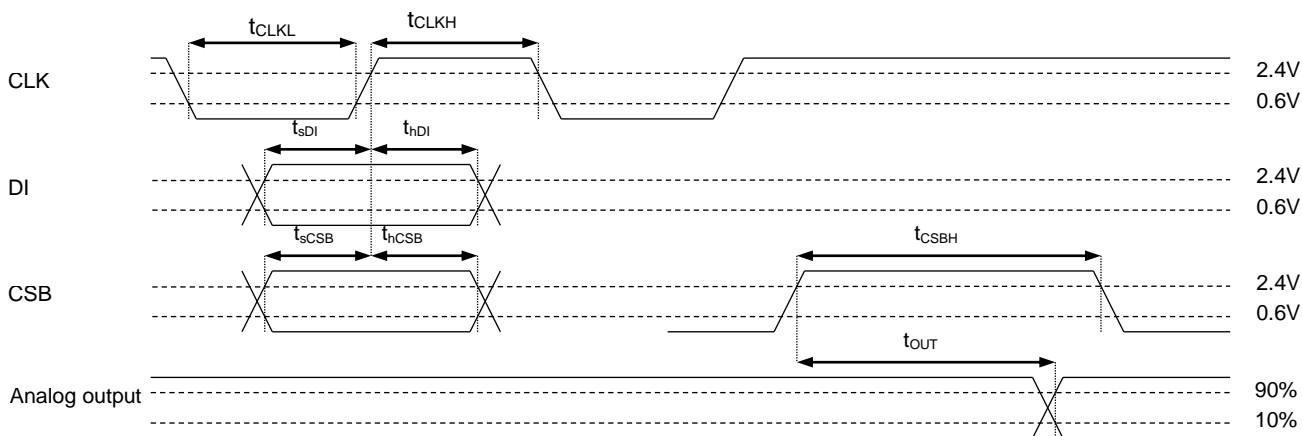 tCLKL
tCLKH
CLK
2.4V
0.6V
tsDI
thDI
DI
2.4V
0.6V
tsCSB
thCSB
tCSBH
CSB
2.4V
0.6V
tOUT
Analog output
90%
10%